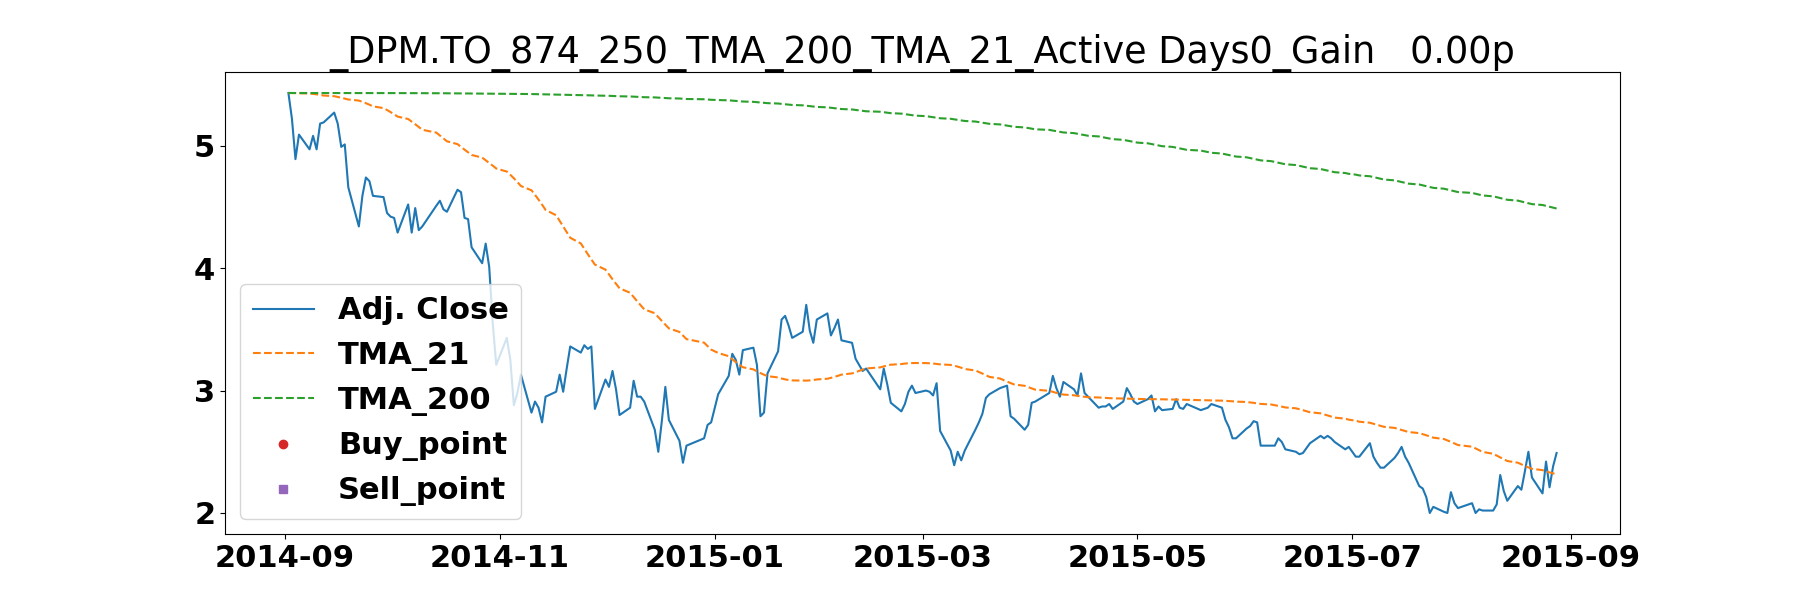 _DPM.TO_874_250_TMA_200_TMA_21_Active Days0_Gain   0.00p
5
4
3
2
Adj. Close
TMA_21
TMA_200
Buy_point
Sell_point
2014-09 2014-11 2015-01 2015-03 2015-05 2015-07 2015-09